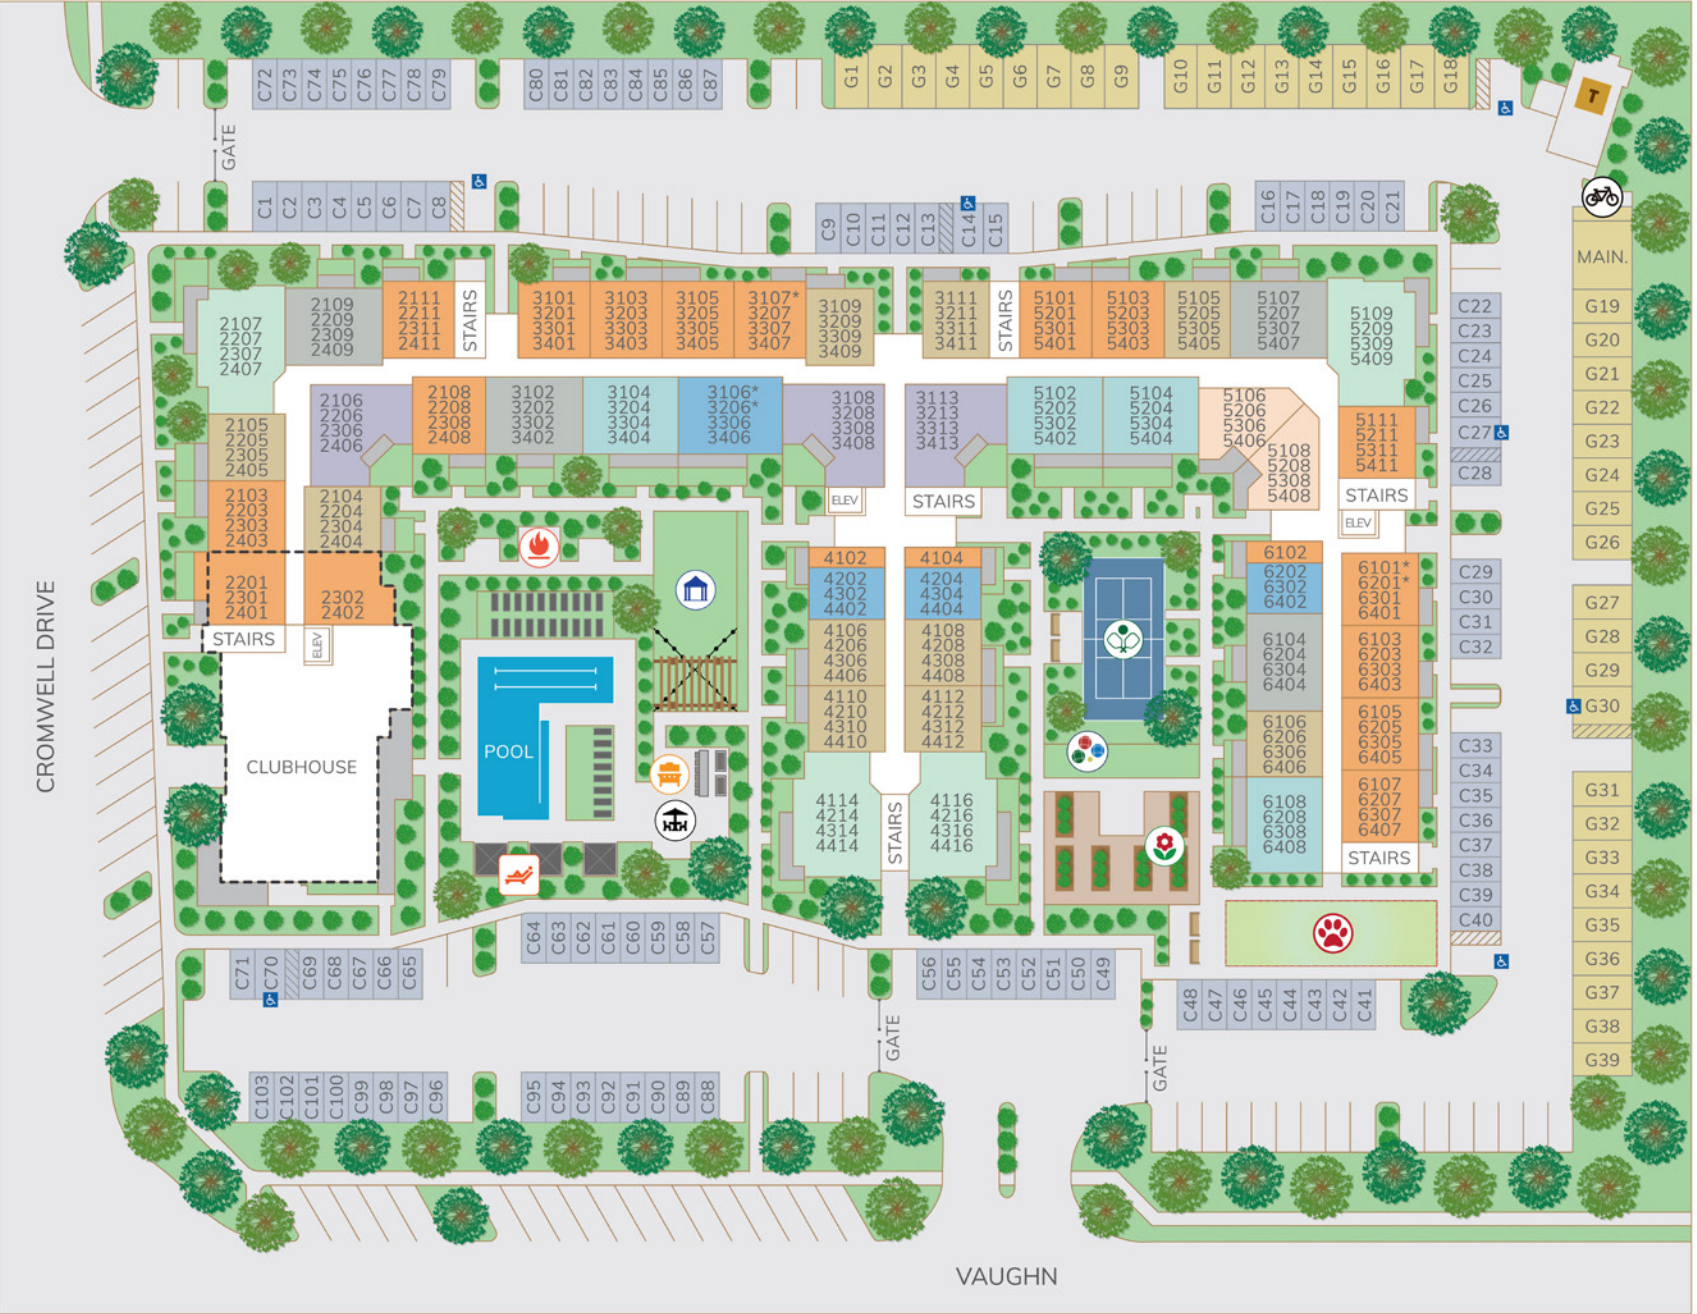 C72 C73 C74 C75 C76 C77 C78 C79
C80 C81 C82 C83 C84 C85 C86 C87
G1 G2 G3 G4 G5 G6 G7 G8 G9
G10 G11 G12 G13 G14 G15 G16 G17 G18
T
GATE
C1 C2 C3 C4 C5 C6 C7 C8
C9 C10 C11 C12 C13 C14 C15
C16 C17 C18 C19 C20 C21
MAIN.
2107
2207
2307
2407
2109
2209
2309
2409
2111
2211
2311
2411
STAIRS
3101
3201
3301
3401
3103
3203
3303
3403
3105
3205
3305
3405
3107*
3207
3307
3407
3109
3209
3309
3409
3111
3211
3311
3411
STAIRS
5101
5201
5301
5401
5103
5203
5303
5403
5105
5205
5305
5405
5107
5207
5307
5407
5109
5209
5309
5409
C22
C23
C24
C25
C26
C27
C28
G19
G20
G21
G22
G23
G24
G25
G26
2106
2206
2306
2406
2108
2208
2308
2408
3102
3202
3302
3402
3104
3204
3304
3404
3106*
3206*
3306
3406
3108
3208
3308
3408
3113
3213
3313
3413
5102
5202
5302
5402
5104
5204
5304
5404
5106
5206
5306
5406
5108
5208
5308
5408
5111
5211
5311
5411
STAIRS
ELEV
2105
2205
2305
2405
2103
2203
2303
2403
2104
2204
2304
2404
ELEV
STAIRS
2201
2301
2401
2302
2402
STAIRS
ELEV
CLUBHOUSE
POOL
CROMWELL DRIVE
4102
4202
4302
4402
4106
4206
4306
4406
4110
4210
4310
4410
4114
4214
4314
4414
4104
4204
4304
4404
4108
4208
4308
4408
4112
4212
4312
4412
4116
4216
4316
4416
STAIRS
6102
6202
6302
6402
6104
6204
6304
6404
6106
6206
6306
6406
6108
6208
6308
6408
6101*
6201*
6301
6401
6103
6203
6303
6403
6105
6205
6305
6405
6107
6207
6307
6407
STAIRS
C29
C30
C31
C32
C33
C34
C35
C36
C37
C38
C39
C40
G27
G28
G29
G30
G31
G32
G33
G34
G35
G36
G37
G38
G39
C71 C70 C69 C68 C67 C66 C65
C64 C63 C62 C61 C60 C59 C58 C57
C56 C55 C54 C53 C52 C51 C50 C49
C48 C47 C46 C45 C44 C43 C42 C41
GATE
GATE
C103 C102 C101 C100 C99 C98 C97 C96
C95 C94 C93 C92 C91 C90 C89 C88
VAUGHN